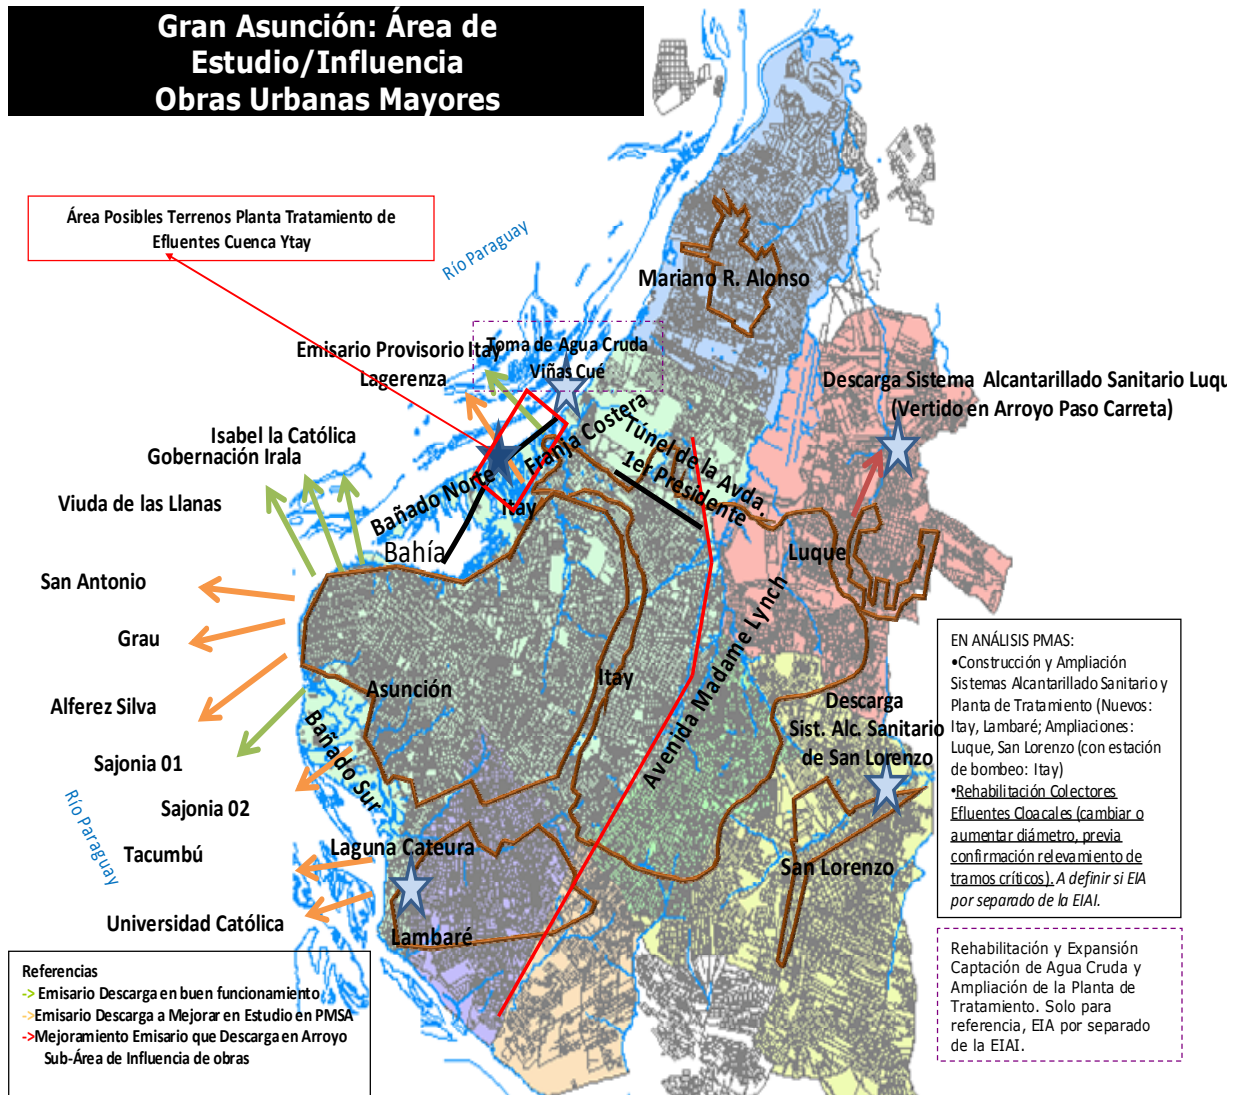 Gran Asunción: Área de
Estudio/Influencia
Obras Urbanas Mayores
Área Posibles Terrenos Planta Tratamiento de
Efluentes Cuenca Ytay
Río Paraguay
Mariano R. Alonso
Emisario Provisorio Itay
Toma de Agua Cruda
Viñas Cué
Lagerenza
Descarga Sistema Alcantarillado Sanitario Luqu
(Vertido en Arroyo Paso Carreta)
Isabel la Católica
Gobernación Irala
Viuda de las Llanas
Franja Costera
Túnel de la Avda.
1er Presidente
Bañado Norte
Itay
Bahía
Luque
San Antonio
Grau
Alferez Silva
Sajonia 01
Sajonia 02
Tacumbú
Universidad Católica
Asunción
Itay
Avenida Madame Lynch
Bañado Sur
Río Paraguay
Descarga
Sist. Alc. Sanitario
de San Lorenzo
Laguna Cateura
San Lorenzo
Lambaré
EN ANÁLISIS PMAS:
•Construcción y Ampliación
Sistemas Alcantarillado Sanitario y
Planta de Tratamiento (Nuevos:
Itay, Lambaré; Ampliaciones:
Luque, San Lorenzo (con estación
de bombeo: Itay)
•Rehabilitación Colectores
Efluentes Cloacales (cambiar o
aumentar diámetro, previa
confirmación relevamiento de
tramos críticos). A definir si EIA
por separado de la EIAI.
Rehabilitación y Expansión
Captación de Agua Cruda y
Ampliación de la Planta de
Tratamiento. Solo para
referencia, EIA por separado
de la EIAI.
Referencias
-> Emisario Descarga en buen funcionamiento
->Emisario Descarga a Mejorar en Estudio en PMSA
->Mejoramiento Emisario que Descarga en Arroyo
Sub-Área de Influencia de obras